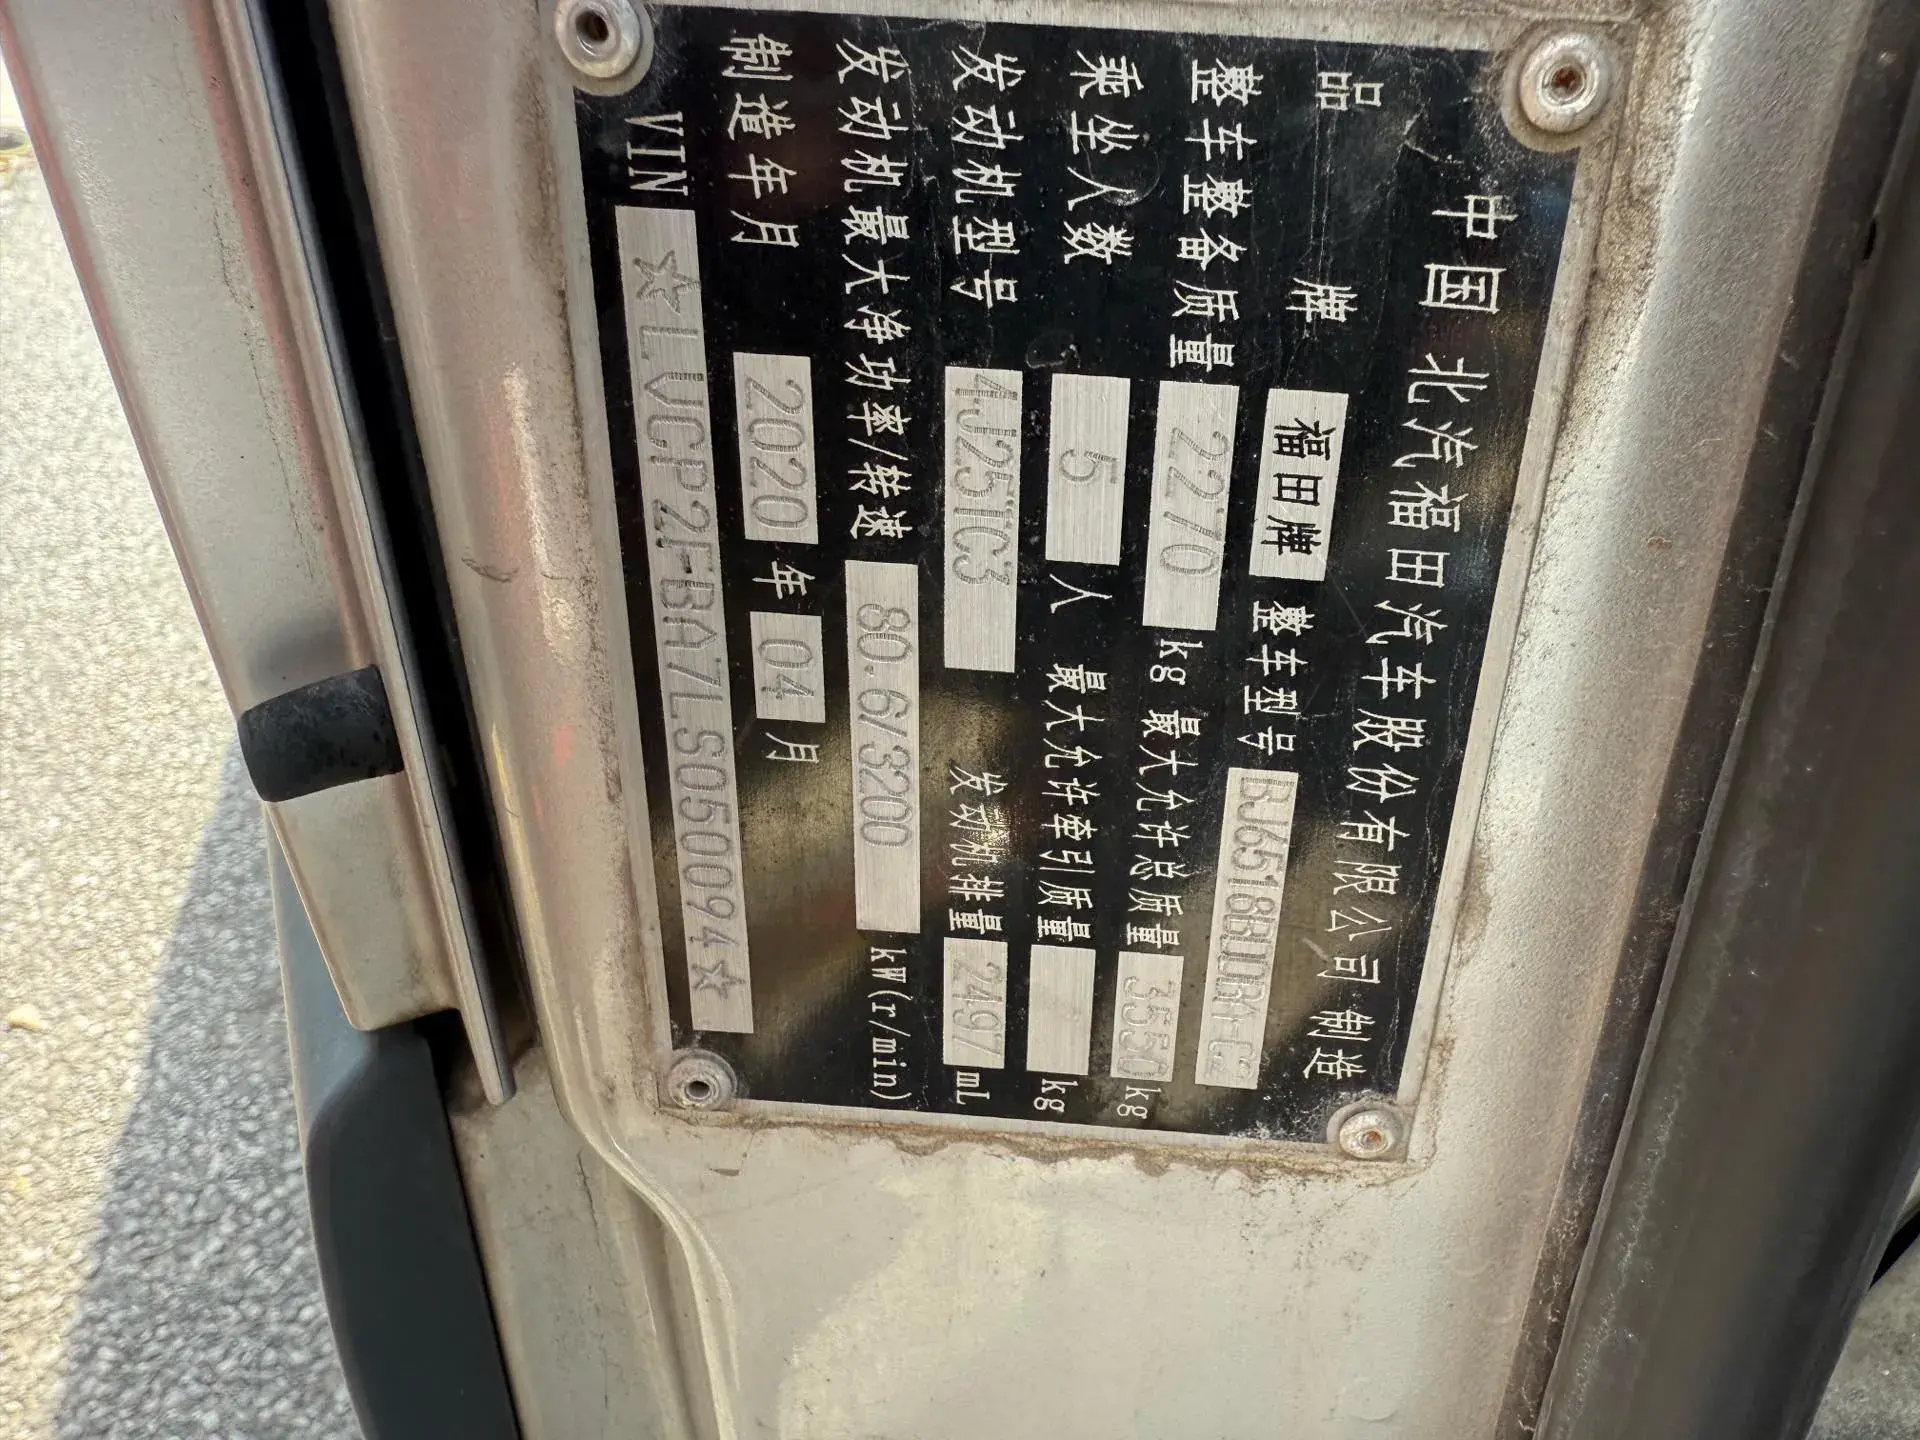 中国 北汽福田汽车股份有限公司 制造
品 牌 福田牌 整车型号 BJ6518BDDBY-C2
整车整备质量 2270 kg 最大允许总质量 3550 kg
乘坐人数 5 人 最大允许牵引质量 / kg
发动机型号 4J25TC3 发动机排量 2497 mL
发动机最大净功率/转速 80.6/3200 kW(r/min)
制造年月 2020 年 04 月
VIN ☆LVCP2FBA7LS050094☆